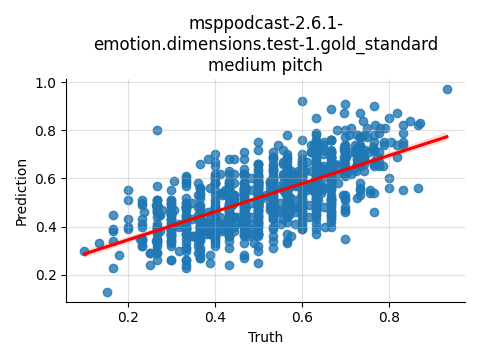 msppodcast-2.6.1-
emotion.dimensions.test-1.gold_standard
medium pitch
1.0
0.8
0.6
0.4
0.2
Prediction
0.2 0.4 0.6 0.8
Truth